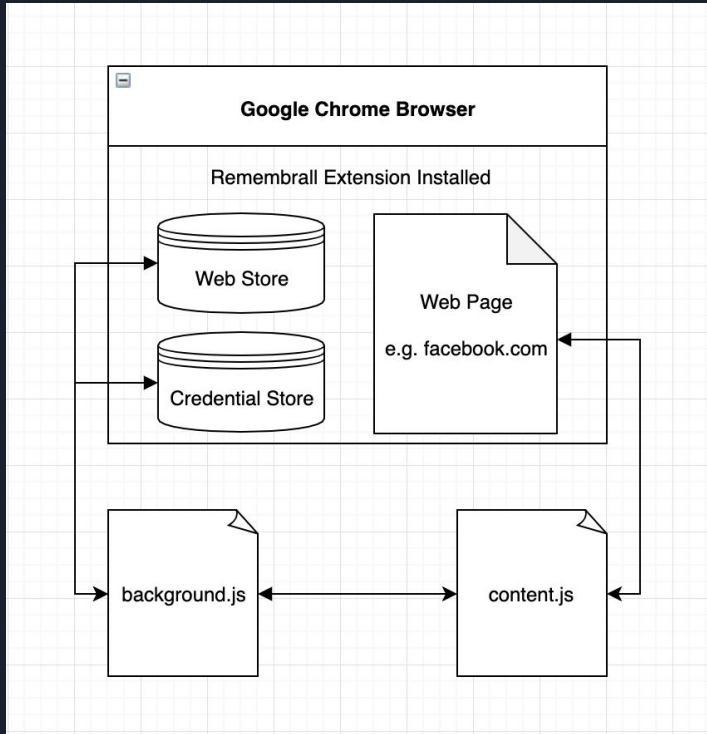 Google Chrome Browser
Remembrall Extension Installed
Web Store
Credential Store
Web Page
e.g. facebook.com
background.js
content.js